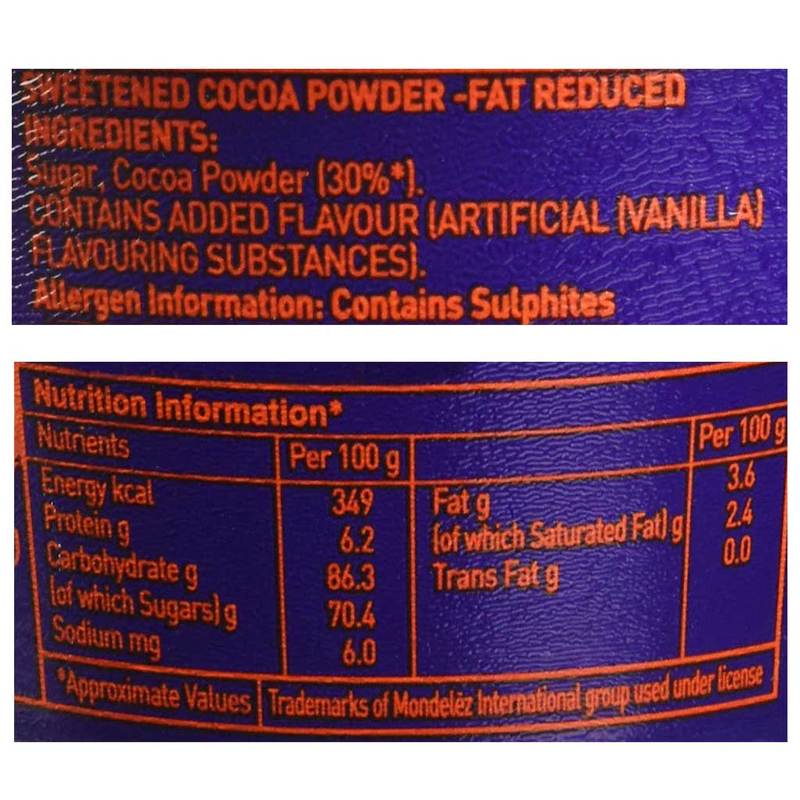 SWEETENED COCOA POWDER -FAT REDUCED
INGREDIENTS:
Sugar, Cocoa Powder (30%*).
CONTAINS ADDED FLAVOUR (ARTIFICIAL (VANILLA)
FLAVOURING SUBSTANCES).
Allergen Information: Contains Sulphites
Nutrition Information*
Nutrients Per 100 g Per 100 g
Energy kcal 349 Fat g 3.6
Protein g 6.2 (of which Saturated Fat) g 2.4
Carbohydrate g 86.3 Trans Fat g 0.0
(of which Sugars) g 70.4
Sodium mg 6.0
*Approximate Values Trademarks of Mondelēz International group used under license